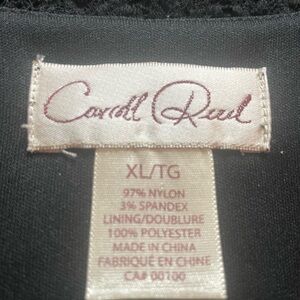 Carroll Reed
XL/TG
97% NYLON
3% SPANDEX
LINING/DOUBLURE
100% POLYESTER
MADE IN CHINA
FABRIQUÉ EN CHINE
CA# 00100